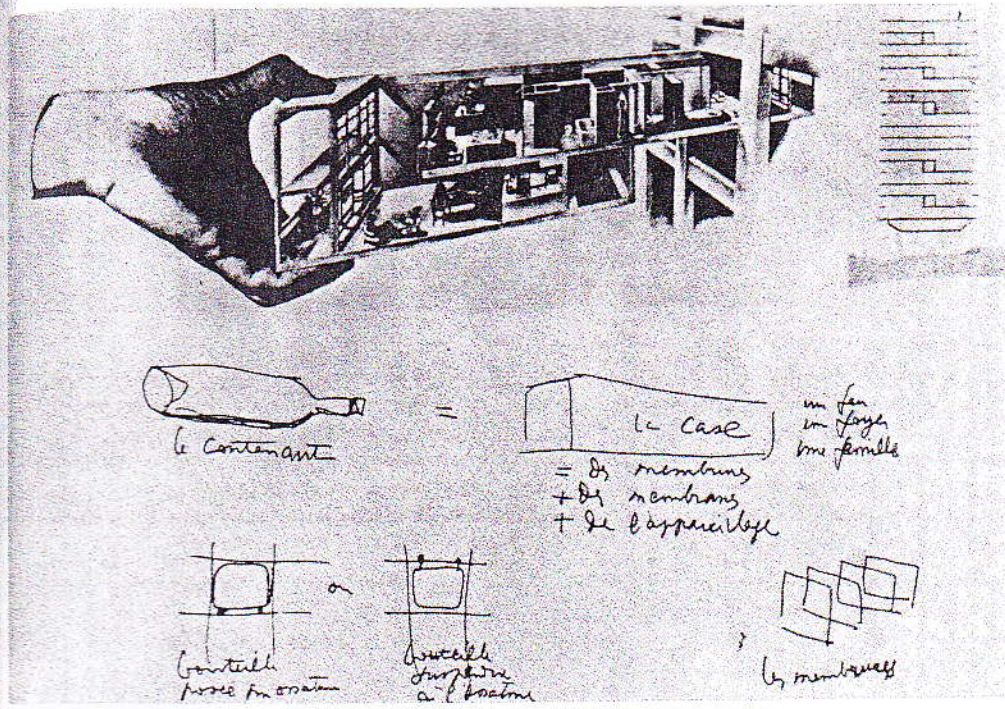 le contenant
=
la case
un feu
un foyer
une famille
= des membrures
+ des membranes
+ de l'appareillage
ou
bouteille
posée sur ossature
bouteille
suspendue
à l'ossature
les membrures